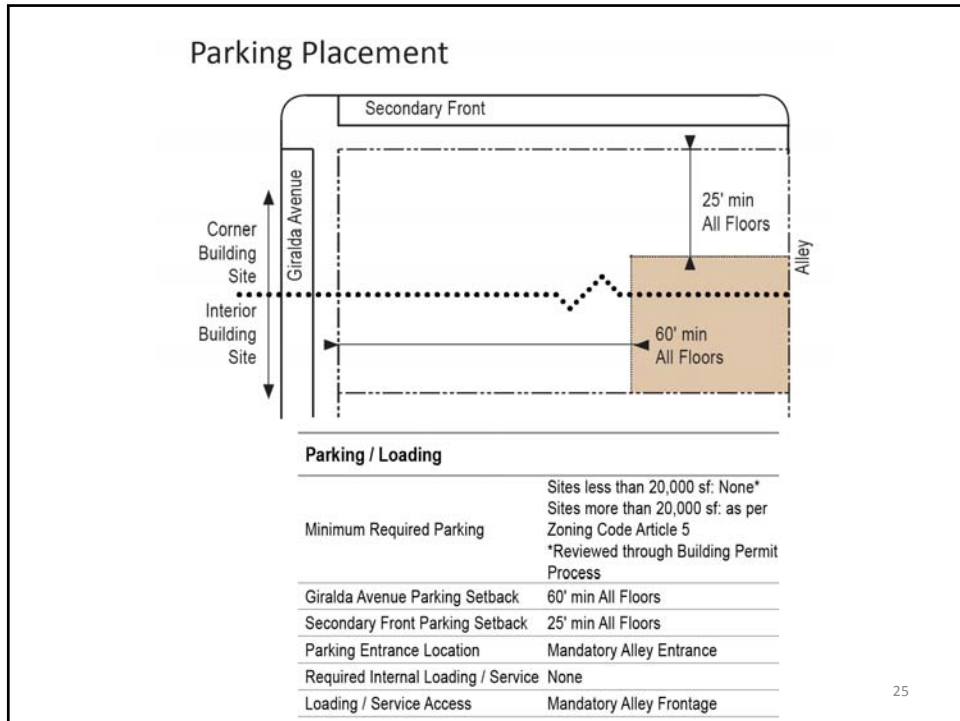 Parking Placement
Secondary Front
Giralda Avenue
Corner
Building
Site
Interior
Building
Site
25' min
All Floors
Alley
60' min
All Floors
Parking / Loading
Minimum Required Parking
Sites less than 20,000 sf: None*
Sites more than 20,000 sf: as per
Zoning Code Article 5
*Reviewed through Building Permit
Process
Giralda Avenue Parking Setback 60' min All Floors
Secondary Front Parking Setback 25' min All Floors
Parking Entrance Location Mandatory Alley Entrance
Required Internal Loading / Service None
Loading / Service Access Mandatory Alley Frontage
25